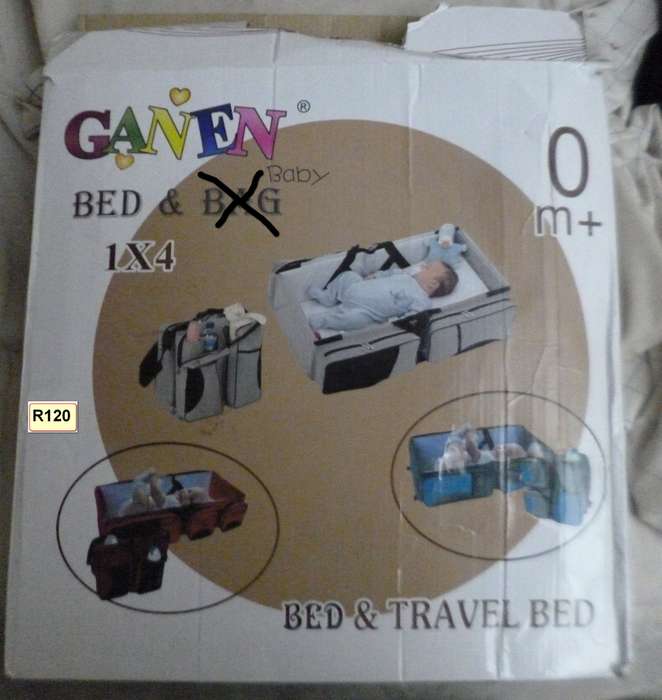 GANEN ®
Baby
BED & BAG
0
m+
1X4
R120
BED & TRAVEL BED